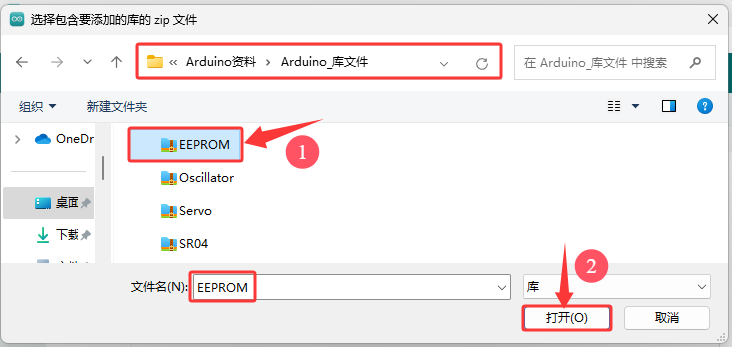 选择包含要添加的库的 zip 文件
« Arduino资料 › Arduino_库文件
在 Arduino_库文件 中搜索
组织 新建文件夹
OneDr
EEPROM
1
Oscillator
桌面
Servo
下载
SR04
文件名(N): EEPROM
库
2
打开(O) 取消